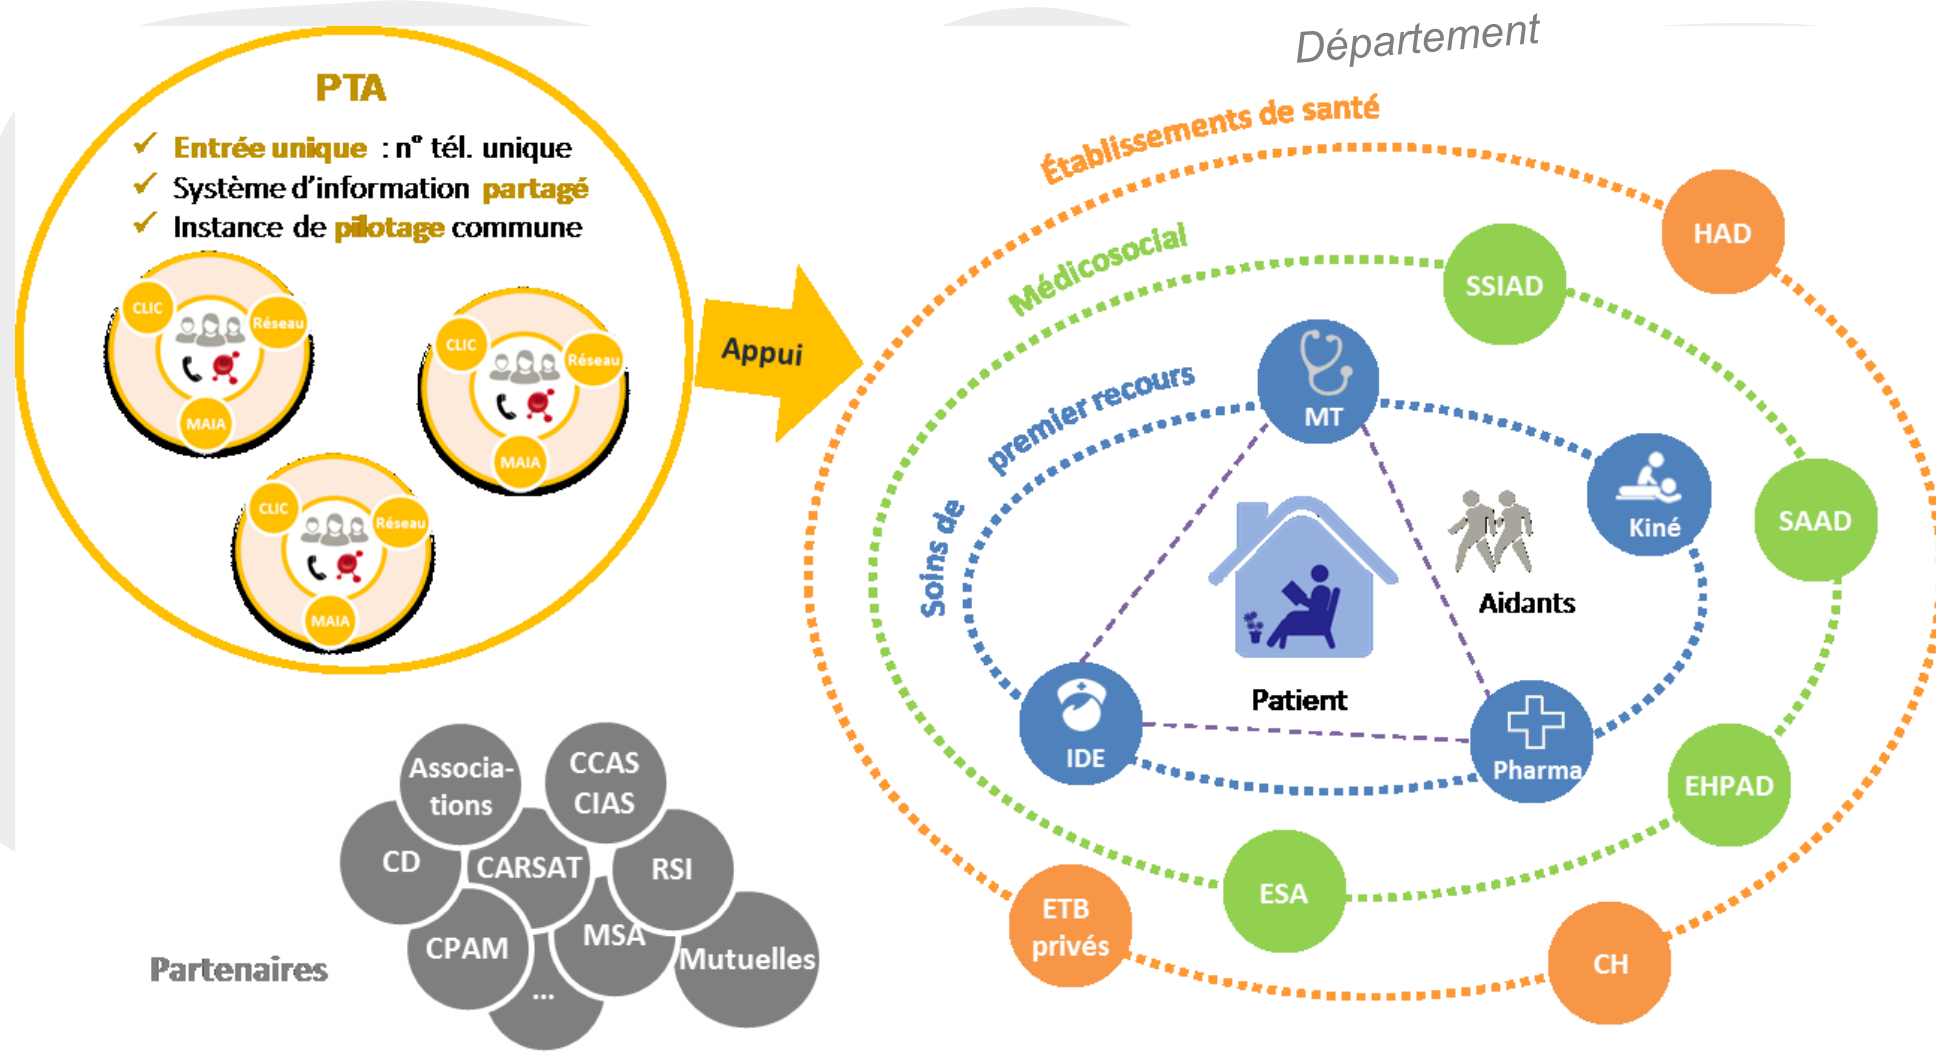 PTA
✓ Entrée unique : n° tél. unique
✓ Système d'information partagé
✓ Instance de pilotage commune
CLIC
Réseau
MAIA
CLIC
Réseau
MAIA
CLIC
Réseau
MAIA
Appui
Département
Établissements de santé
HAD
Médicosocial
SSIAD
Soins de premier recours
MT
Kiné
SAAD
Aidants
Patient
IDE
Pharma
EHPAD
ESA
ETB
privés
CH
Associa-
tions
CCAS
CIAS
CD
CARSAT
RSI
CPAM
MSA
Mutuelles
...
Partenaires